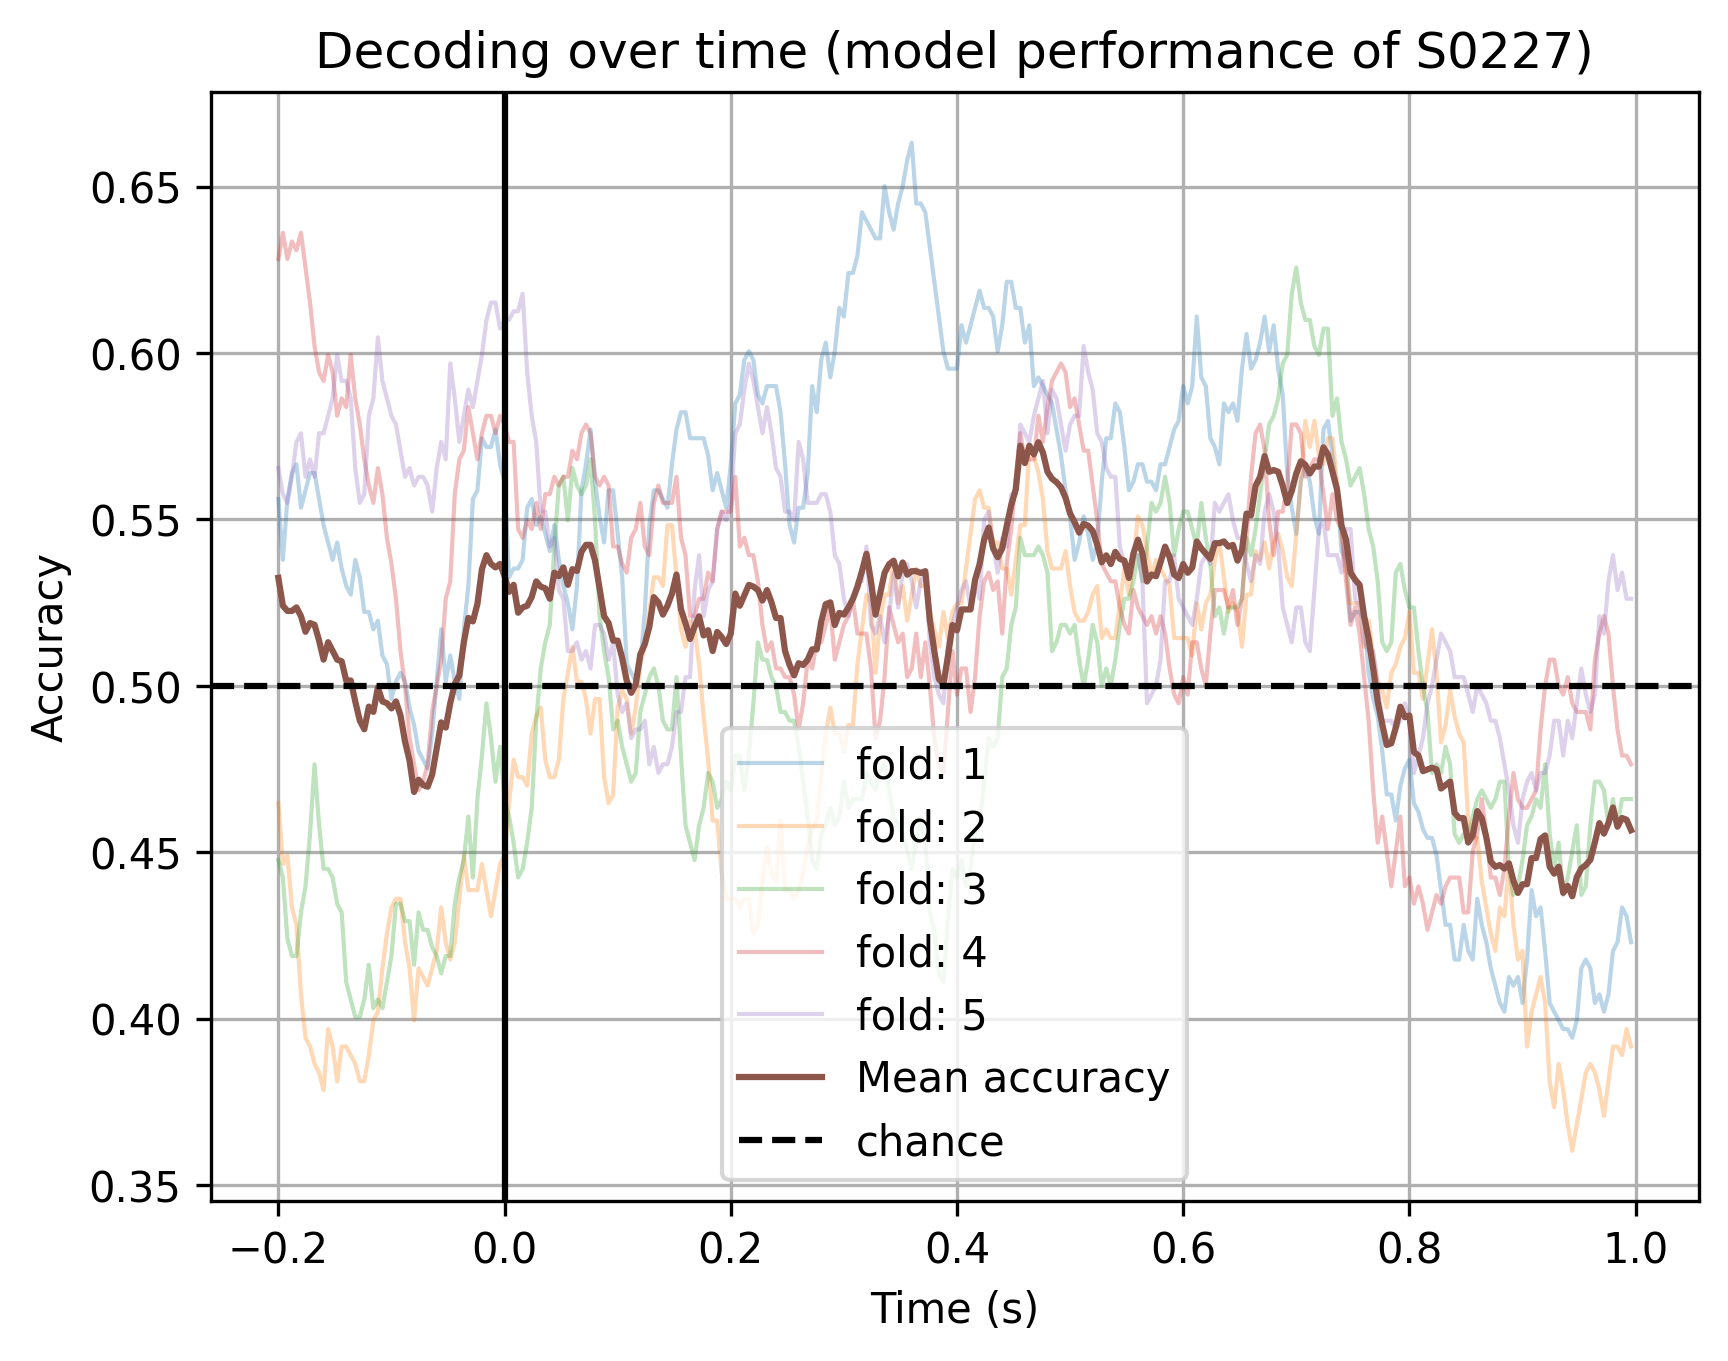 Decoding over time (model performance of S0227)
Accuracy
0.65
0.60
0.55
0.50
0.45
0.40
0.35
fold: 1
fold: 2
fold: 3
fold: 4
fold: 5
Mean accuracy
chance
−0.2
0.0
0.2
0.4
0.6
0.8
1.0
Time (s)